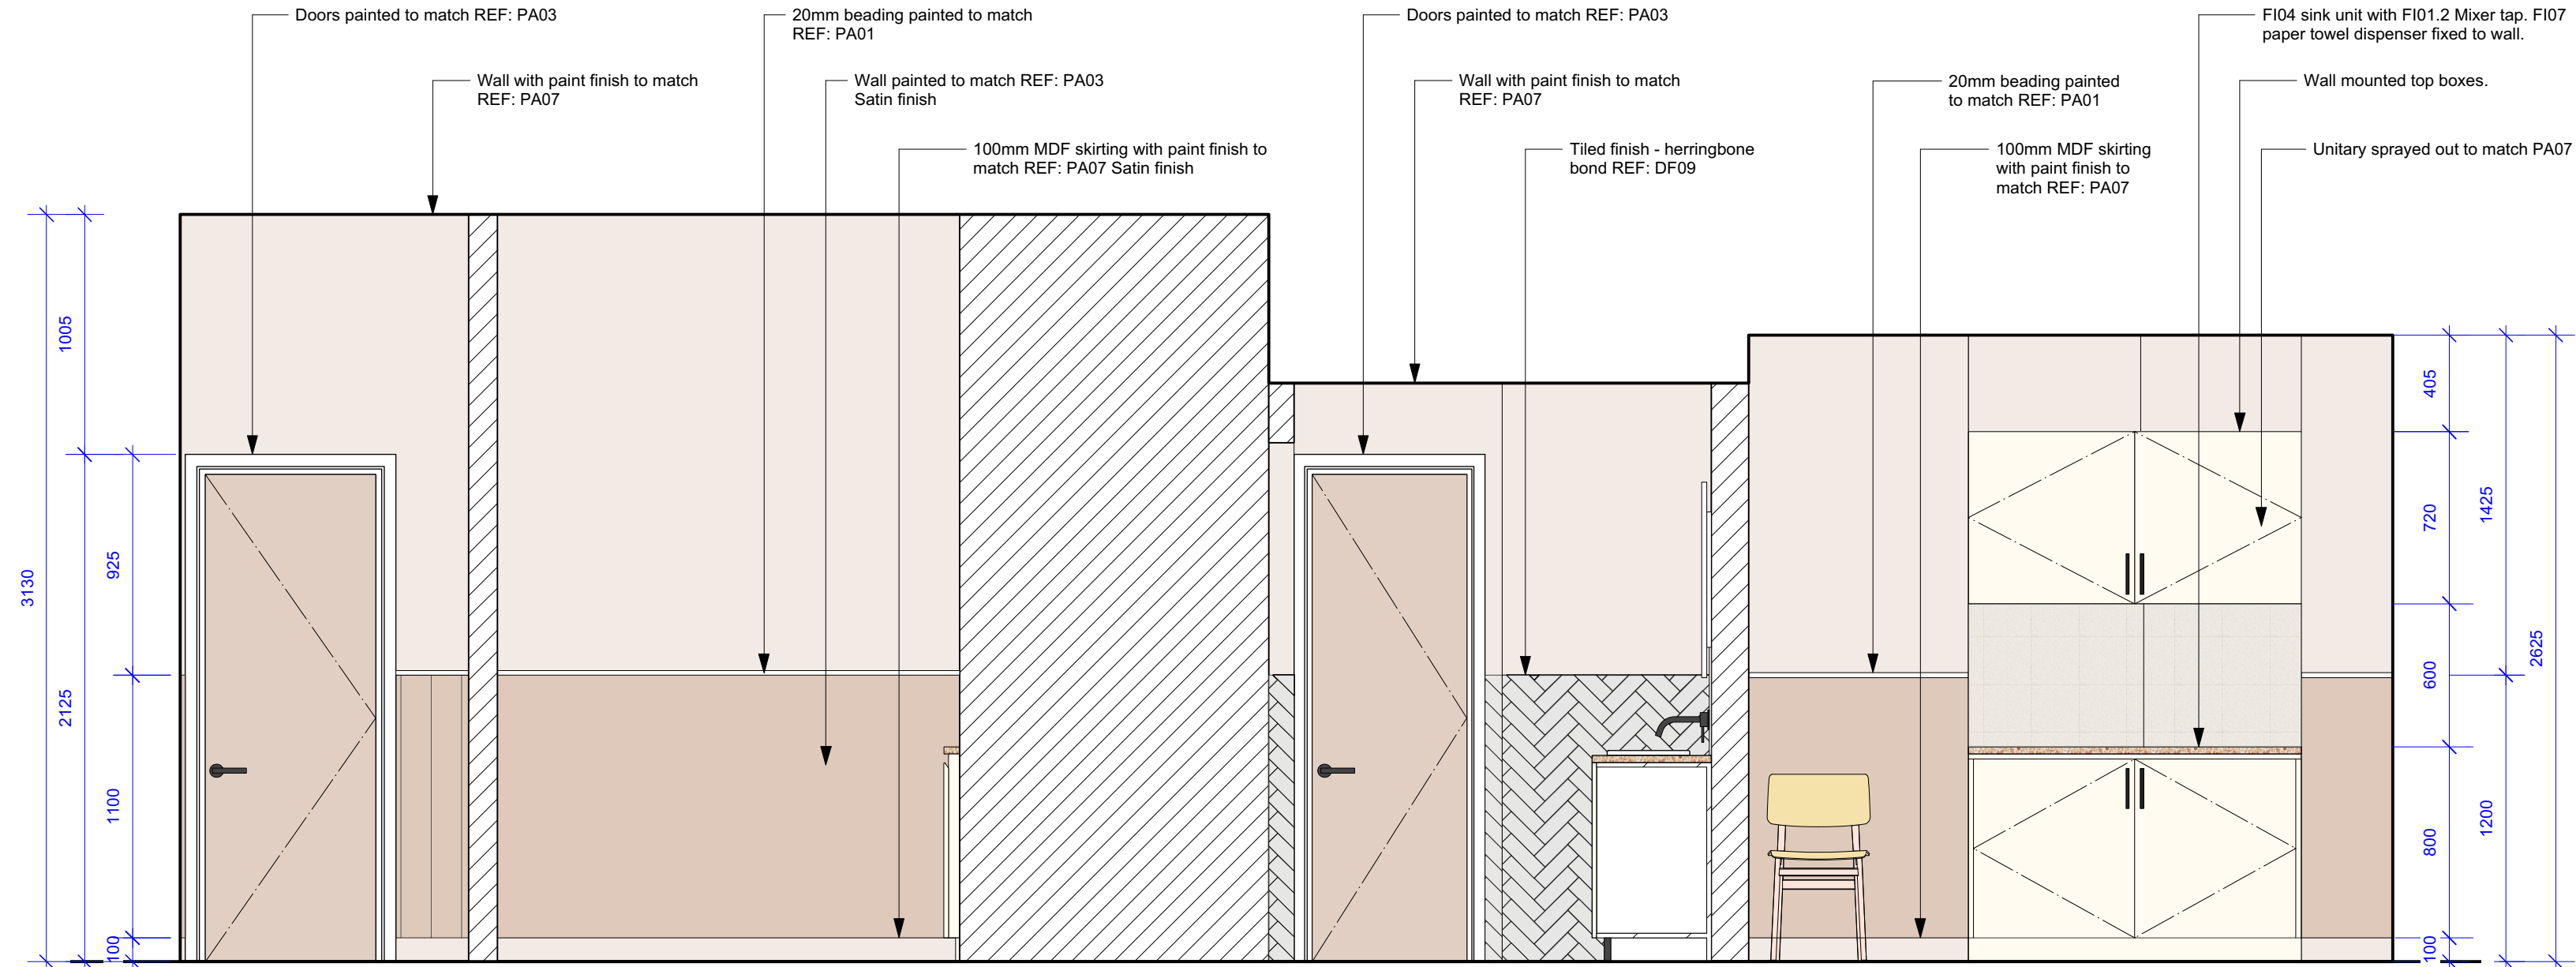 Doors painted to match REF: PA03
Wall with paint finish to match
REF: PA07
20mm beading painted to match
REF: PA01
Wall painted to match REF: PA03
Satin finish
100mm MDF skirting with paint finish to
match REF: PA07 Satin finish
Doors painted to match REF: PA03
Wall with paint finish to match
REF: PA07
Tiled finish - herringbone
bond REF: DF09
20mm beading painted
to match REF: PA01
100mm MDF skirting
with paint finish to
match REF: PA07
FI04 sink unit with FI01.2 Mixer tap. FI07
paper towel dispenser fixed to wall.
Wall mounted top boxes.
Unitary sprayed out to match PA07
3130
1005
2125
925
1100
100
405
720
600
800
100
1425
1200
2625